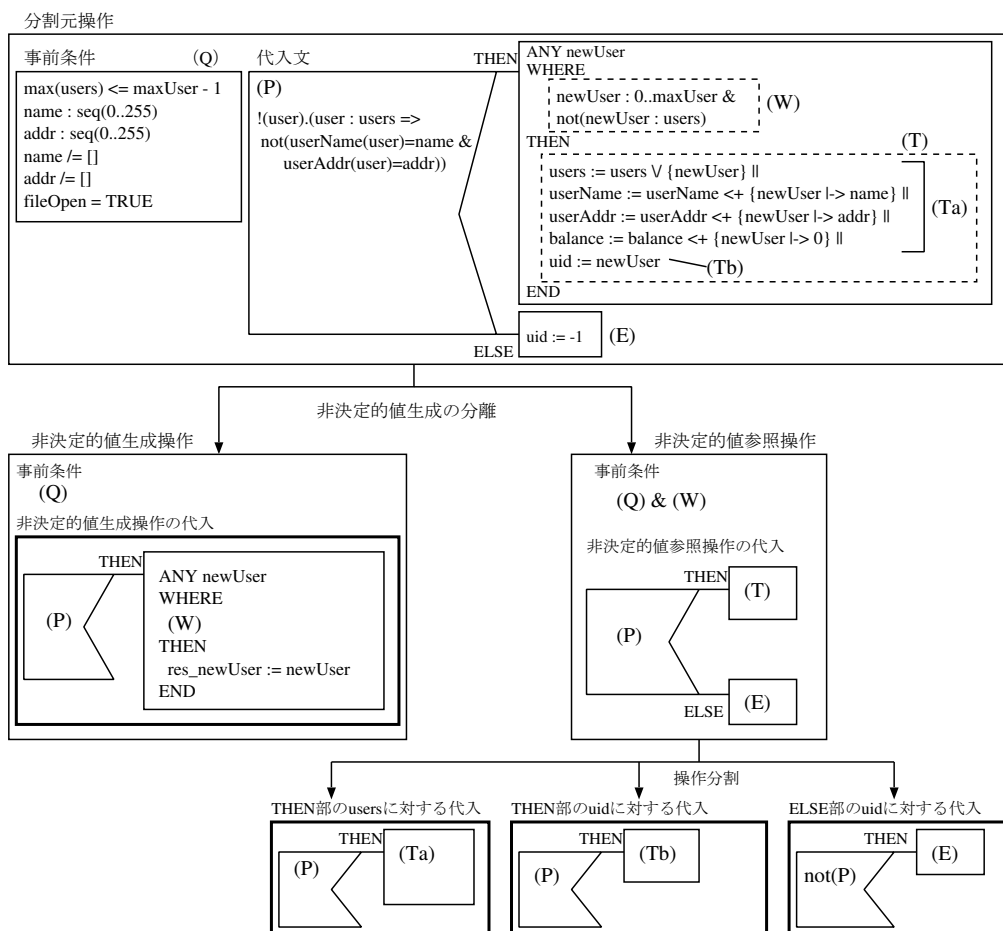 分割元操作
事前条件 (Q)
max(users) <= maxUser - 1
name : seq(0..255)
addr : seq(0..255)
name /= []
addr /= []
fileOpen = TRUE
代入文
(P)
!(user).(user : users =>
not(userName(user)=name &
userAddr(user)=addr))
THEN
ANY newUser
WHERE
newUser : 0..maxUser &
not(newUser : users)
(W)
THEN
(T)
users := users \/ {newUser} ||
userName := userName <+ {newUser |-> name} ||
userAddr := userAddr <+ {newUser |-> addr} ||
balance := balance <+ {newUser |-> 0} ||
(Ta)
uid := newUser
(Tb)
END
ELSE
uid := -1
(E)
非決定的値生成の分離
非決定的値生成操作
事前条件
(Q)
非決定的値生成操作の代入
(P)
THEN
ANY newUser
WHERE
(W)
THEN
res_newUser := newUser
END
非決定的値参照操作
事前条件
(Q) & (W)
非決定的値参照操作の代入
THEN
(T)
(P)
ELSE
(E)
操作分割
THEN部のusersに対する代入
THEN
(P)
(Ta)
THEN部のuidに対する代入
THEN
(P)
(Tb)
ELSE部のuidに対する代入
THEN
not(P)
(E)